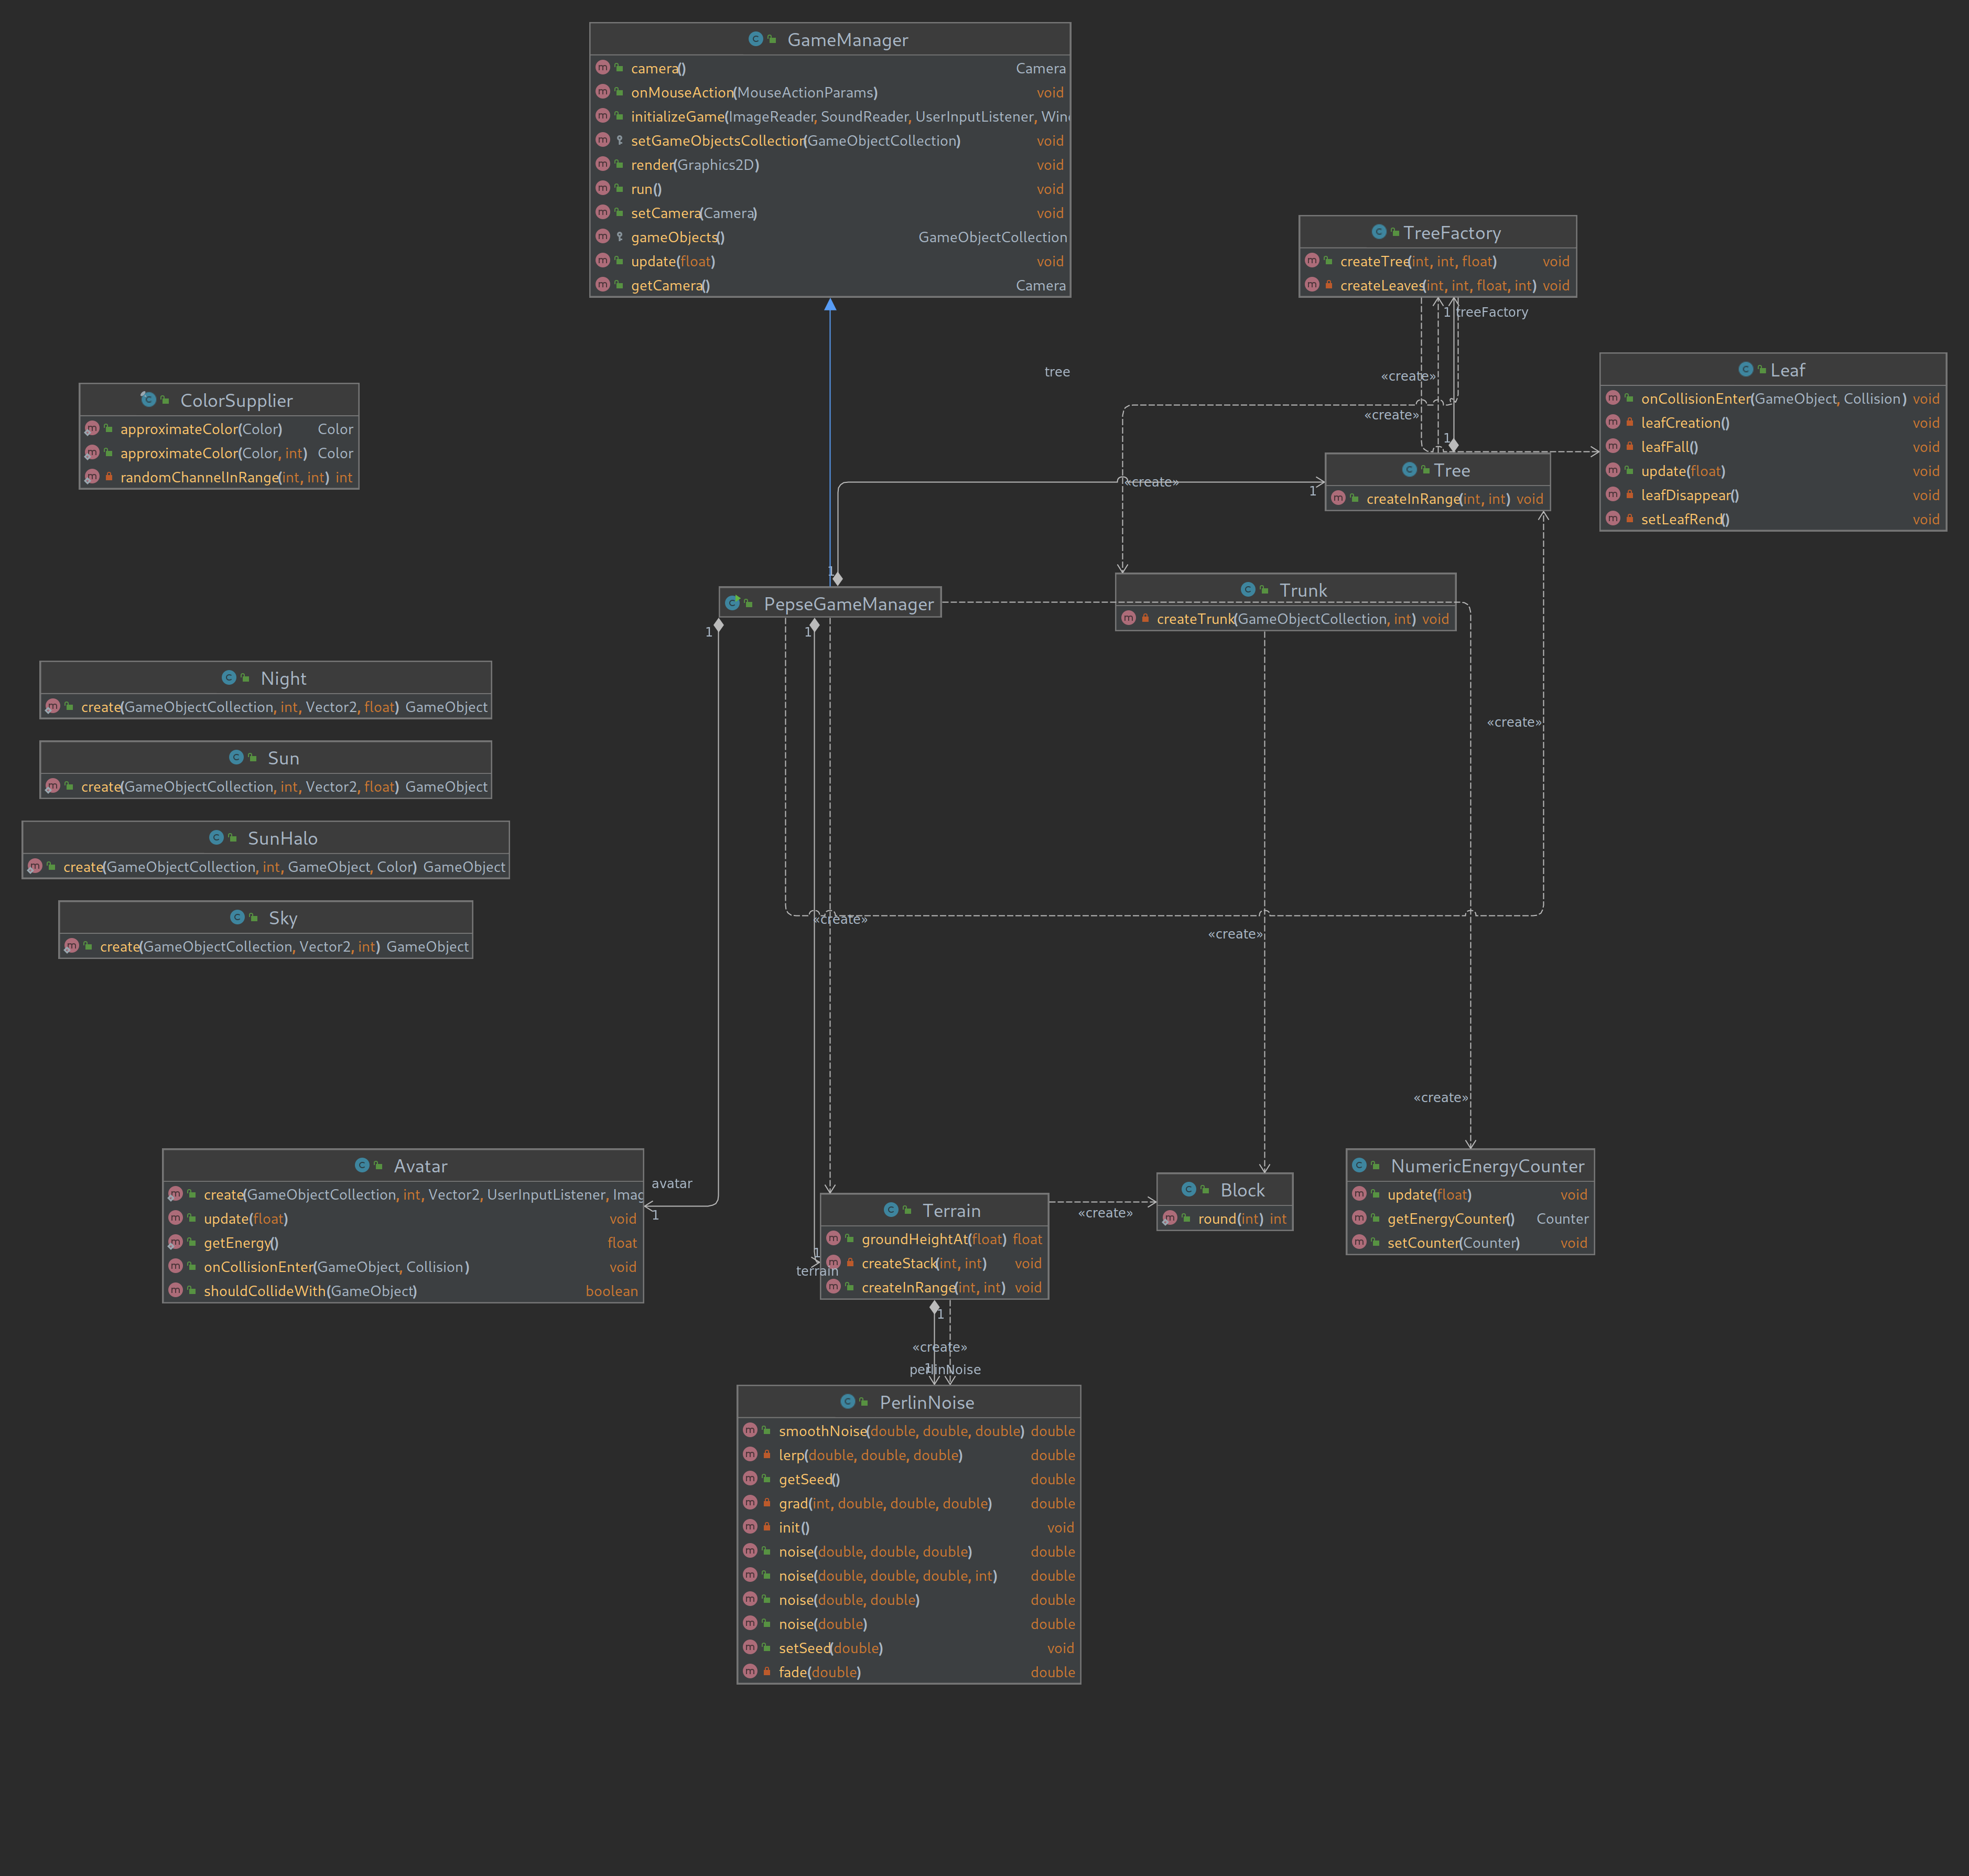 GameManager
camera() Camera
onMouseAction(MouseActionParams) void
initializeGame(ImageReader, SoundReader, UserInputListener, Win
setGameObjectsCollection(GameObjectCollection) void
render(Graphics2D) void
run() void
setCamera(Camera) void
gameObjects() GameObjectCollection
update(float) void
getCamera() Camera
TreeFactory
createTree(int, int, float) void
createLeaves(int, int, float, int) void
1 treeFactory
tree
«create»
«create»
1
Leaf
onCollisionEnter(GameObject, Collision) void
leafCreation() void
leafFall() void
update(float) void
leafDisappear() void
setLeafRend() void
ColorSupplier
approximateColor(Color) Color
approximateColor(Color, int) Color
randomChannelInRange(int, int) int
Tree
createInRange(int, int) void
«create»
1
1
PepseGameManager
1
1
Trunk
createTrunk(GameObjectCollection, int) void
Night
create(GameObjectCollection, int, Vector2, float) GameObject
«create»
Sun
create(GameObjectCollection, int, Vector2, float) GameObject
SunHalo
create(GameObjectCollection, int, GameObject, Color) GameObject
Sky
create(GameObjectCollection, Vector2, int) GameObject
«create»
«create»
«create»
Avatar
create(GameObjectCollection, int, Vector2, UserInputListener, Imag
update(float) void
getEnergy() float
onCollisionEnter(GameObject, Collision) void
shouldCollideWith(GameObject) boolean
avatar
1
Terrain
groundHeightAt(float) float
createStack(int, int) void
createInRange(int, int) void
1
terrain
«create»
Block
round(int) int
NumericEnergyCounter
update(float) void
getEnergyCounter() Counter
setCounter(Counter) void
1
«create»
1
perlinNoise
PerlinNoise
smoothNoise(double, double, double) double
lerp(double, double, double) double
getSeed() double
grad(int, double, double, double) double
init() void
noise(double, double, double) double
noise(double, double, double, int) double
noise(double, double) double
noise(double) double
setSeed(double) void
fade(double) double